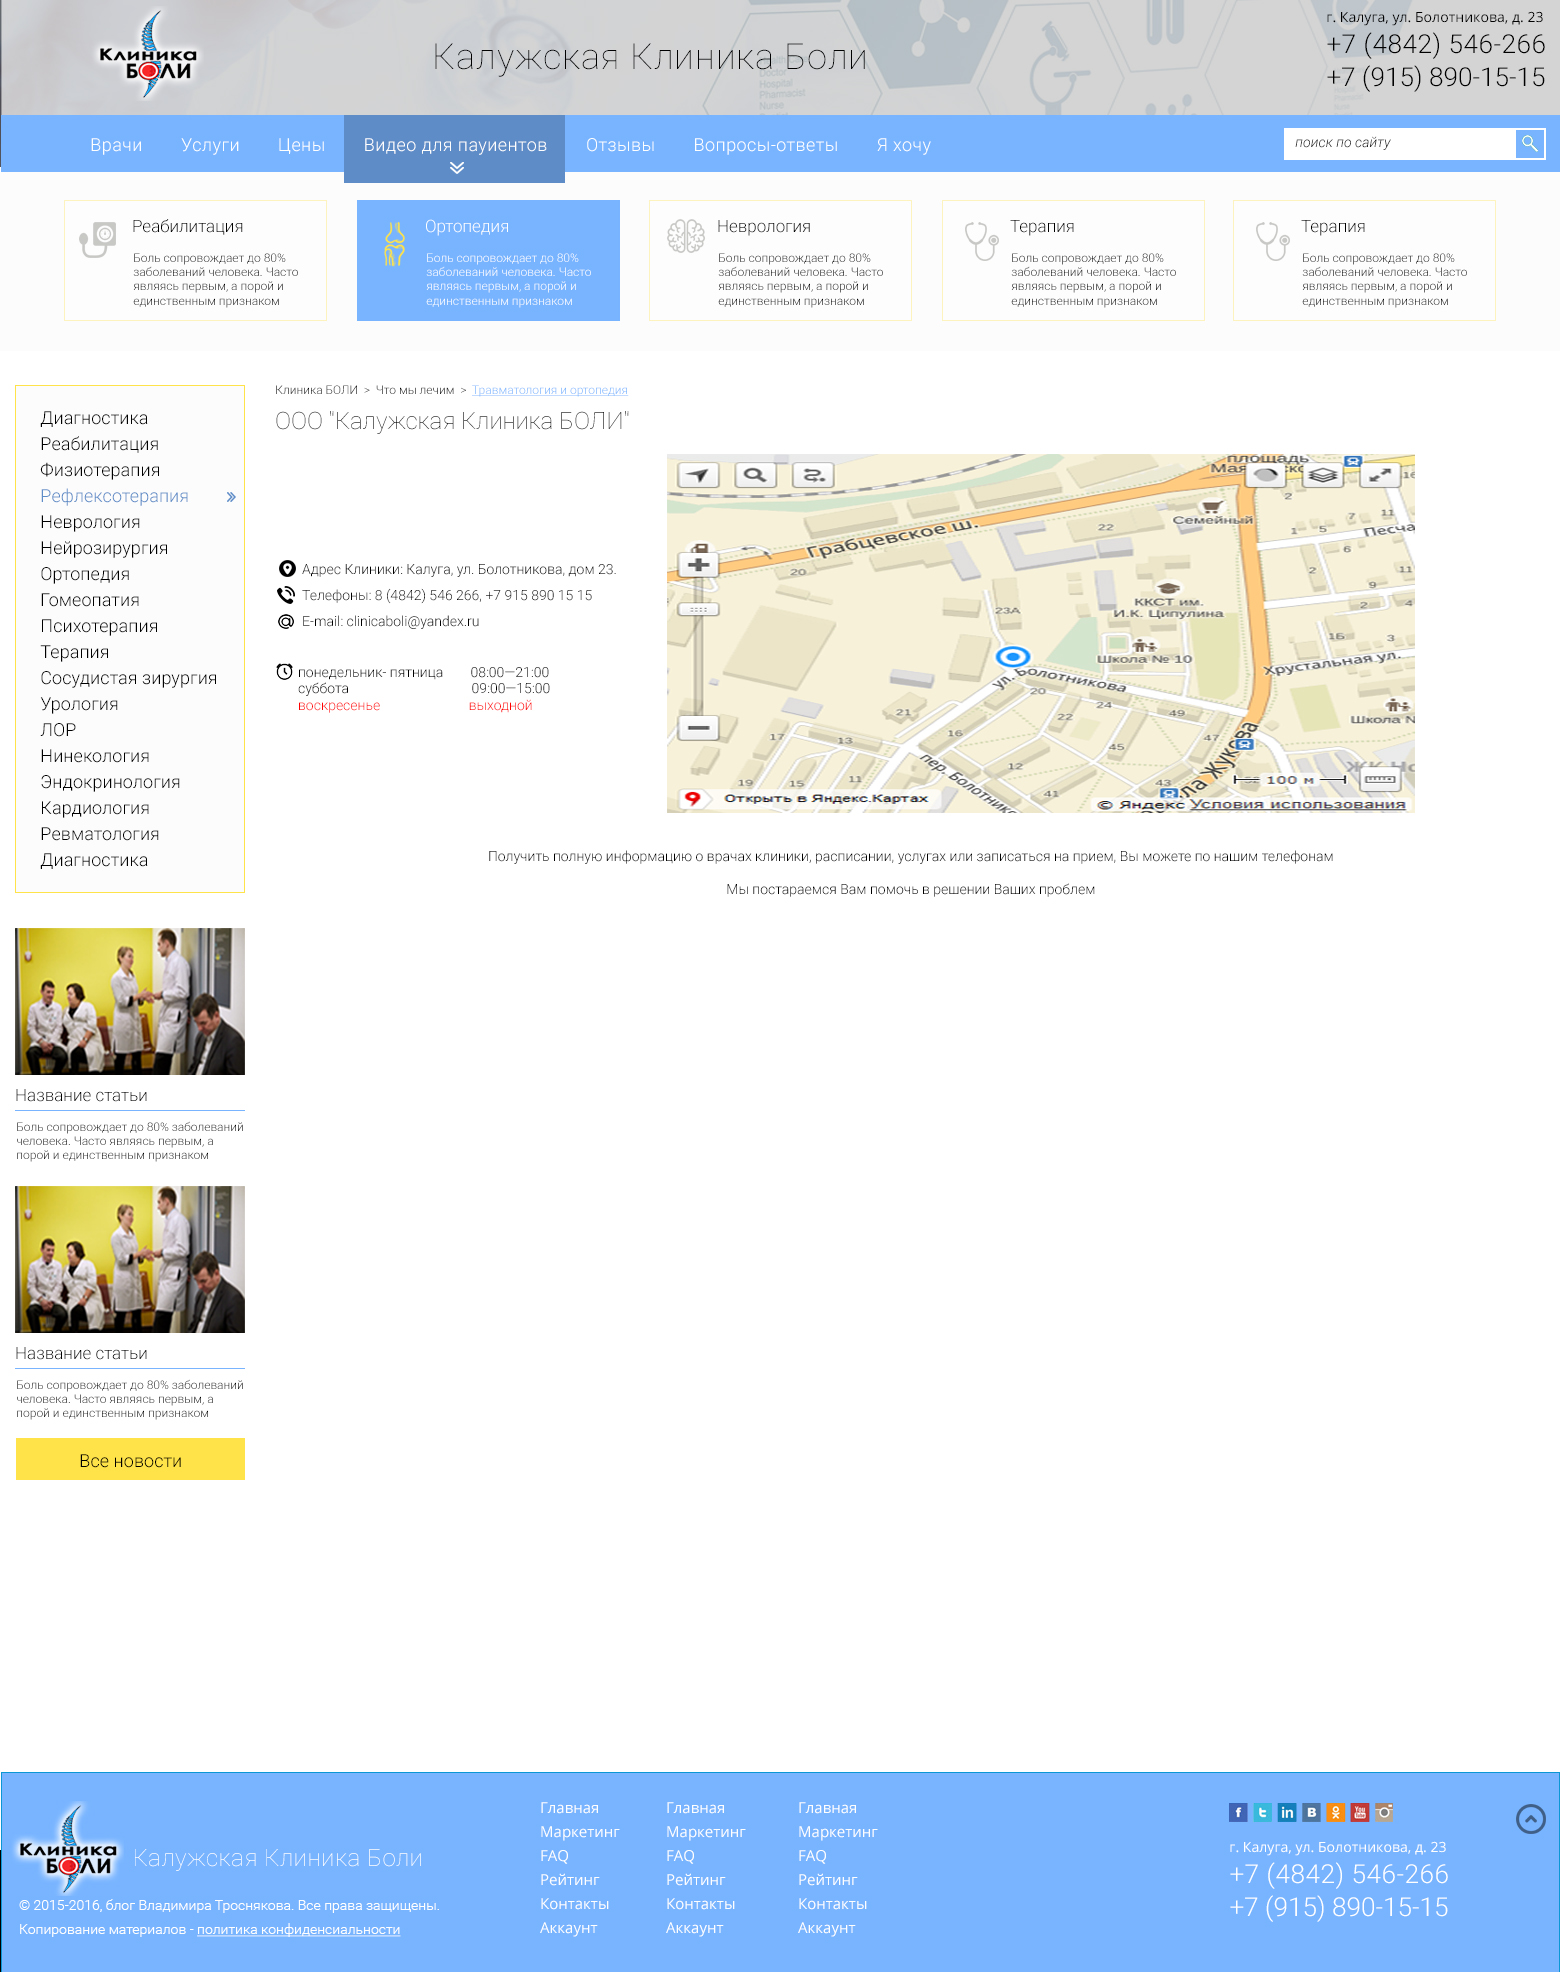 Клиника
БОЛИ
Калужская Клиника Боли
г. Калуга, ул. Болотникова, д. 23
+7 (4842) 546-266
+7 (915) 890-15-15
Doctor
Hospital
Pharmacist
Nurse
Врачи
Услуги
Цены
Видео для пауиентов
Отзывы
Вопросы-ответы
Я хочу
поиск по сайту
Реабилитация
Боль сопровождает до 80%
заболеваний человека. Часто
являясь первым, а порой и
единственным признаком
Ортопедия
Боль сопровождает до 80%
заболеваний человека. Часто
являясь первым, а порой и
единственным признаком
Неврология
Боль сопровождает до 80%
заболеваний человека. Часто
являясь первым, а порой и
единственным признаком
Терапия
Боль сопровождает до 80%
заболеваний человека. Часто
являясь первым, а порой и
единственным признаком
Терапия
Боль сопровождает до 80%
заболеваний человека. Часто
являясь первым, а порой и
единственным признаком
Диагностика
Реабилитация
Физиотерапия
Рефлексотерапия »
Неврология
Нейрозирургия
Ортопедия
Гомеопатия
Психотерапия
Терапия
Сосудистая зирургия
Урология
ЛОР
Нинекология
Эндокринология
Кардиология
Ревматология
Диагностика
Клиника БОЛИ > Что мы лечим > Травматология и ортопедия
ООО "Калужская Клиника БОЛИ"
Адрес Клиники: Калуга, ул. Болотникова, дом 23.
Телефоны: 8 (4842) 546 266, +7 915 890 15 15
E-mail: clinicaboli@yandex.ru
понедельник- пятница 08:00—21:00
суббота 09:00—15:00
воскресенье выходной
площадь
Семейный
Грабцевское ш.
22
1
5
Песча
6
9
11
20
7
9
ККСТ им.
И.К. Ципулина
23А
16
3
Школа № 10
Хрустальная ул.
ул. Болотникова
20
21
22
24
49
Школа №
17
13
45
47
12
пер. Болотников
19
15
11
41
43
ла Жукова
100 м
Открыть в Яндекс.Картах
© Яндекс Условия использования
Получить полную информацию о врачах клиники, расписании, услугах или записаться на прием, Вы можете по нашим телефонам
Мы постараемся Вам помочь в решении Ваших проблем
Название статьи
Боль сопровождает до 80% заболеваний
человека. Часто являясь первым, а
порой и единственным признаком
Название статьи
Боль сопровождает до 80% заболеваний
человека. Часто являясь первым, а
порой и единственным признаком
Все новости
Клиника
БОЛИ
Калужская Клиника Боли
© 2015-2016, блог Владимира Троснякова. Все права защищены.
Копирование материалов - политика конфиденсиальности
Главная
Маркетинг
FAQ
Рейтинг
Контакты
Аккаунт
Главная
Маркетинг
FAQ
Рейтинг
Контакты
Аккаунт
Главная
Маркетинг
FAQ
Рейтинг
Контакты
Аккаунт
г. Калуга, ул. Болотникова, д. 23
+7 (4842) 546-266
+7 (915) 890-15-15